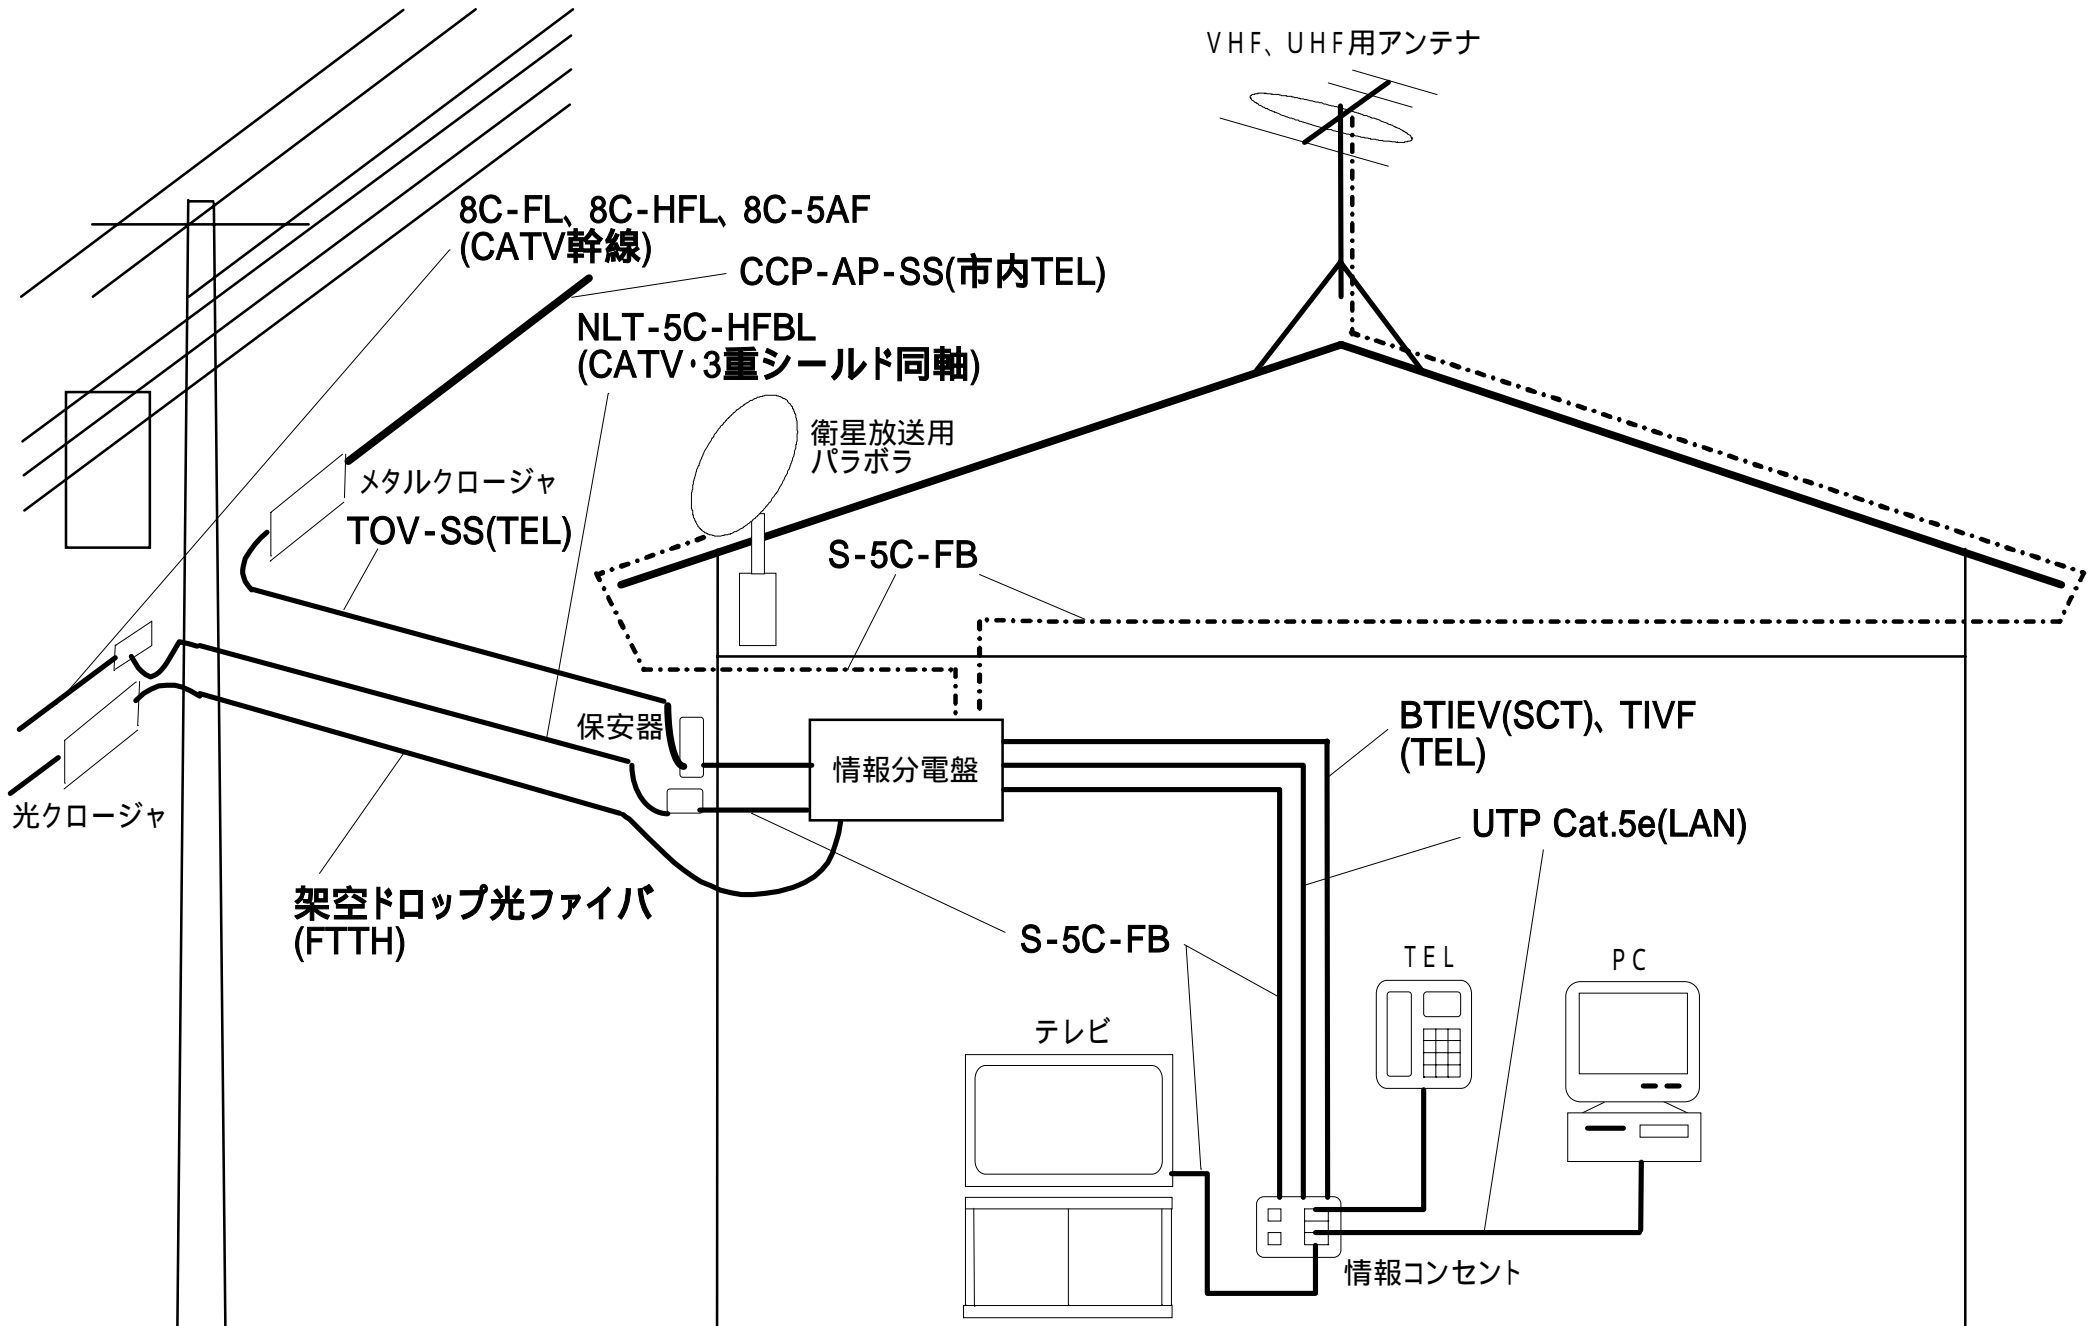 VHF、UHF用アンテナ
8C-FL、8C-HFL、8C-5AF
(CATV幹線)
CCP-AP-SS(市内TEL)
NLT-5C-HFBL
(CATV・3重シールド同軸)
衛星放送用
パラボラ
メタルクロージャ
TOV-SS(TEL)
S-5C-FB
保安器
情報分電盤
BTIEV(SCT)、TIVF
(TEL)
光クロージャ
UTP Cat.5e(LAN)
架空ドロップ光ファイバ
(FTTH)
S-5C-FB
TEL
PC
テレビ
情報コンセント